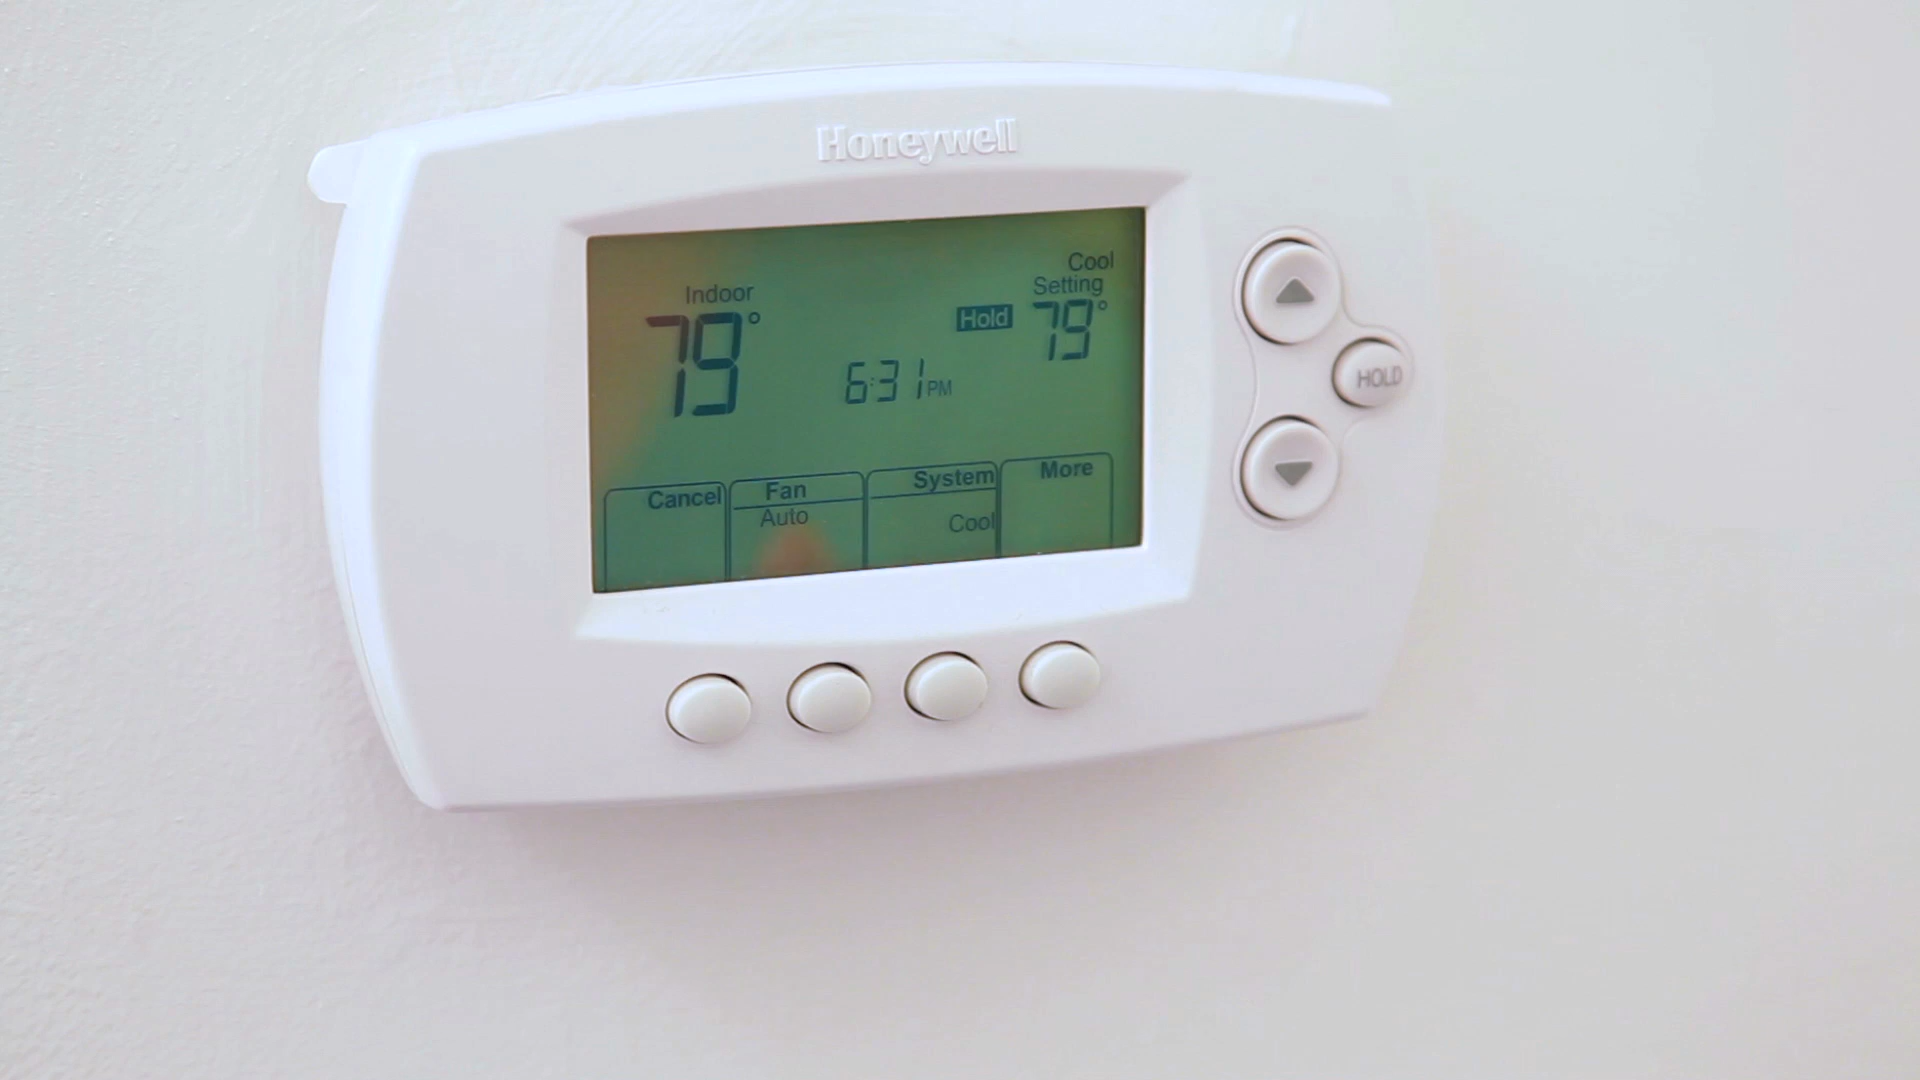 Honeywell
Cool
Indoor
Setting
79°
Hold 79°
6:31 PM
HOLD
Cancel Fan System More
Auto Cool